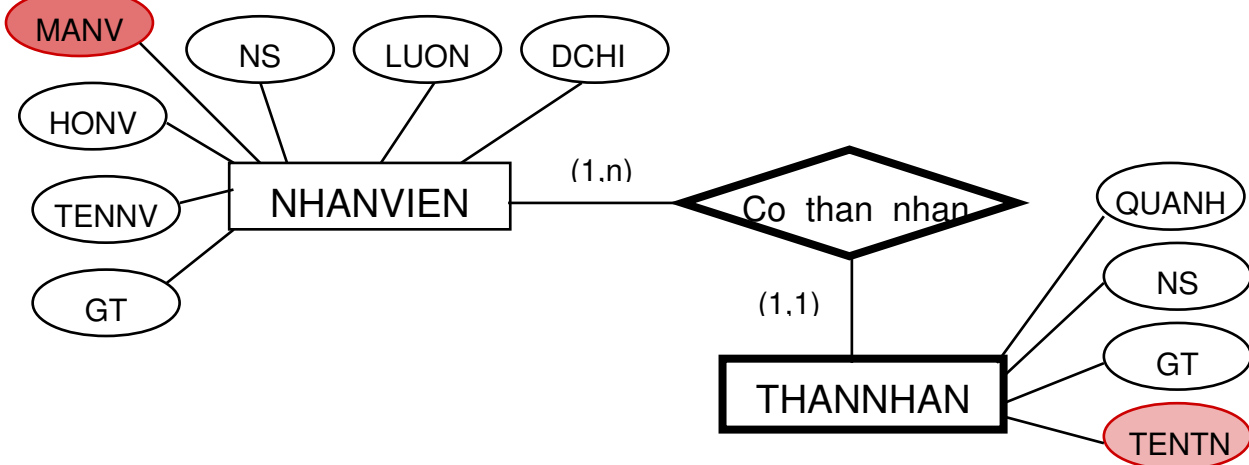 MANV
NS
LUON
DCHI
HONV
(1,n)
NHANVIEN
Co than nhan
QUANH
TENNV
NS
GT
(1,1)
GT
THANNHAN
TENTN